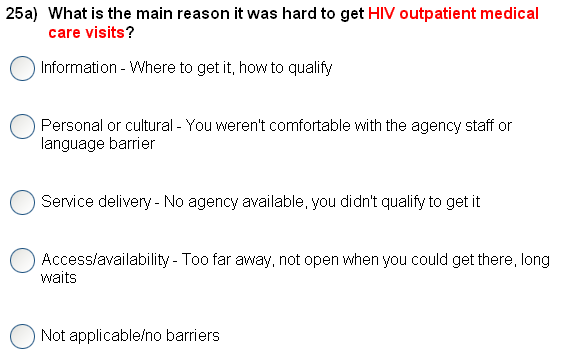 25a) What is the main reason it was hard to get HIV outpatient medical
care visits?
Information - Where to get it, how to qualify
Personal or cultural - You weren't comfortable with the agency staff or
language barrier
Service delivery - No agency available, you didn't qualify to get it
Access/availability - Too far away, not open when you could get there, long
waits
Not applicable/no barriers